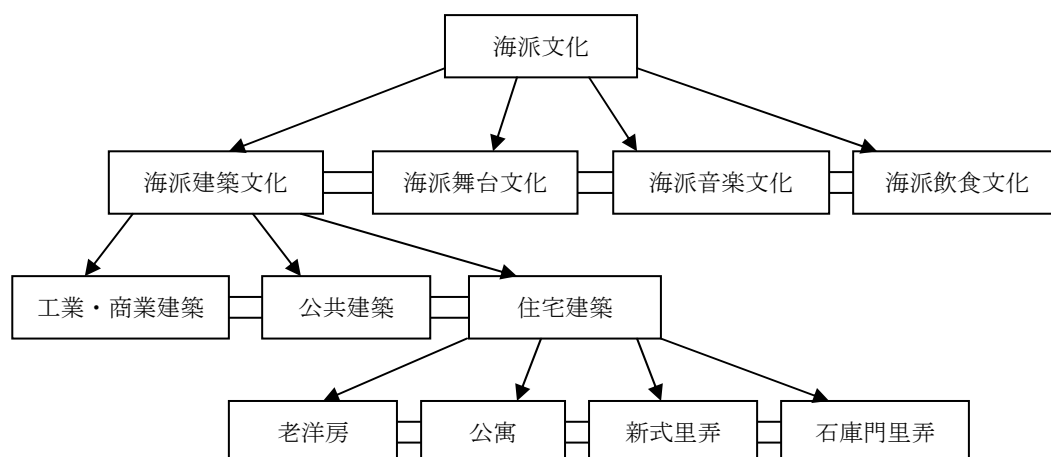 海派文化
海派建築文化
海派舞台文化
海派音楽文化
海派飲食文化
工業・商業建築
公共建築
住宅建築
老洋房
公寓
新式里弄
石庫門里弄